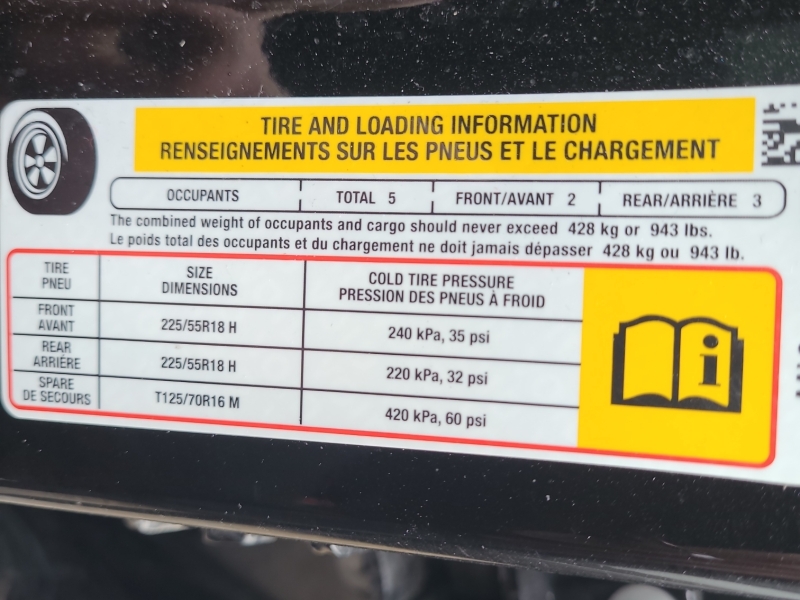 TIRE AND LOADING INFORMATION
RENSEIGNEMENTS SUR LES PNEUS ET LE CHARGEMENT
OCCUPANTS TOTAL 5 FRONT/AVANT 2 REAR/ARRIÈRE 3
The combined weight of occupants and cargo should never exceed 428 kg or 943 lbs.
Le poids total des occupants et du chargement ne doit jamais dépasser 428 kg ou 943 lb.
TIRE
PNEU
SIZE
DIMENSIONS
COLD TIRE PRESSURE
PRESSION DES PNEUS À FROID
FRONT
AVANT
225/55R18 H
240 kPa, 35 psi
REAR
ARRIÈRE
225/55R18 H
220 kPa, 32 psi
SPARE
DE SECOURS
T125/70R16 M
420 kPa, 60 psi